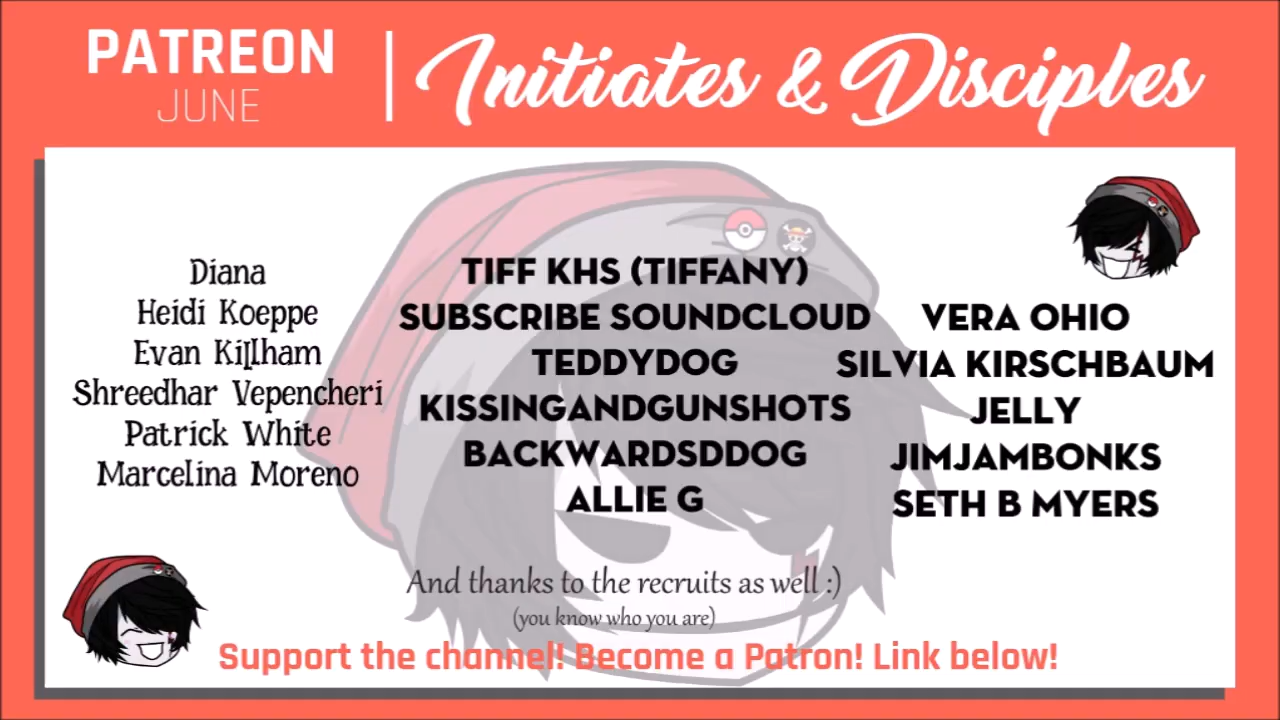 PATREON
JUNE
Initiates & Disciples
Diana
Heidi Koeppe
Evan Killham
Shreedhar Vepencheri
Patrick White
Marcelina Moreno
TIFF KHS (TIFFANY)
SUBSCRIBE SOUNDCLOUD
TEDDYDOG
KISSINGANDGUNSHOTS
BACKWARDSDDOG
ALLIE G
VERA OHIO
SILVIA KIRSCHBAUM
JELLY
JIMJAMBONKS
SETH B MYERS
And thanks to the recruits as well :)
(you know who you are)
Support the channel! Become a Patron! Link below!